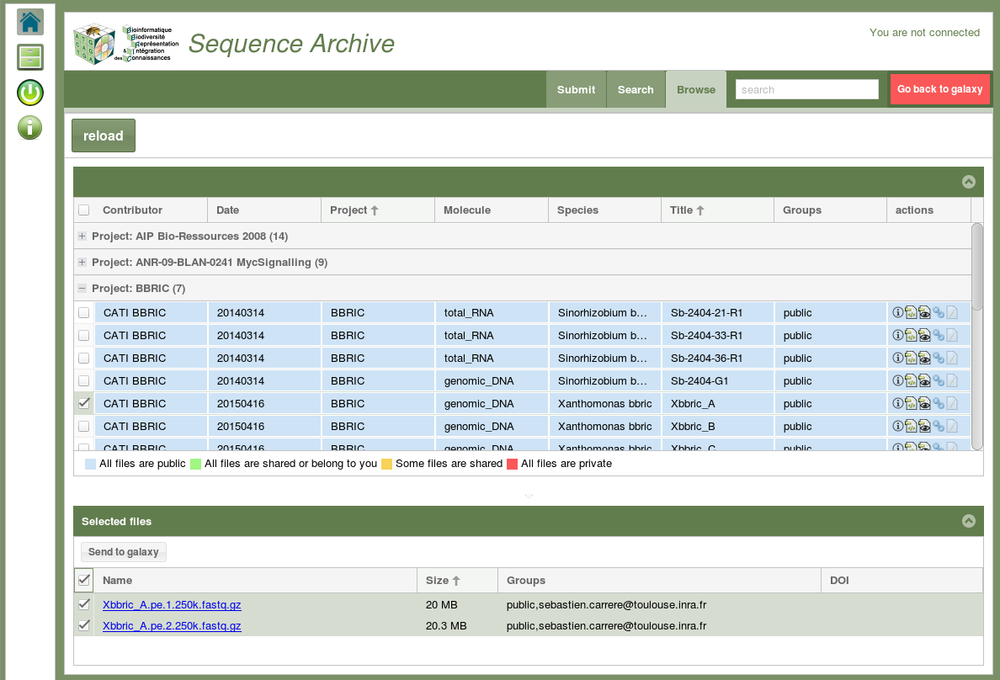 Bioinformatique
Biodiversité
Représentation
& Intégration
des Connaissances
Sequence Archive
You are not connected
Submit Search Browse search Go back to galaxy
reload
Contributor Date Project Molecule Species Title Groups actions
Project: AIP Bio-Ressources 2008 (14)
Project: ANR-09-BLAN-0241 MycSignalling (9)
Project: BBRIC (7)
CATI BBRIC 20140314 BBRIC total_RNA Sinorhizobium b... Sb-2404-21-R1 public
CATI BBRIC 20140314 BBRIC total_RNA Sinorhizobium b... Sb-2404-33-R1 public
CATI BBRIC 20140314 BBRIC total_RNA Sinorhizobium b... Sb-2404-36-R1 public
CATI BBRIC 20140314 BBRIC genomic_DNA Sinorhizobium b... Sb-2404-G1 public
CATI BBRIC 20150416 BBRIC genomic_DNA Xanthomonas bbric Xbbric_A public
CATI BBRIC 20150416 BBRIC genomic_DNA Xanthomonas bbric Xbbric_B public
CATI BBRIC 20150416 BBRIC genomic_DNA Xanthomonas bbric Xbbric_C public
All files are public All files are shared or belong to you Some files are shared All files are private
Selected files
Send to galaxy
Name Size Groups DOI
Xbbric_A.pe.1.250k.fastq.gz 20 MB public,sebastien.carrere@toulouse.inra.fr
Xbbric_A.pe.2.250k.fastq.gz 20.3 MB public,sebastien.carrere@toulouse.inra.fr